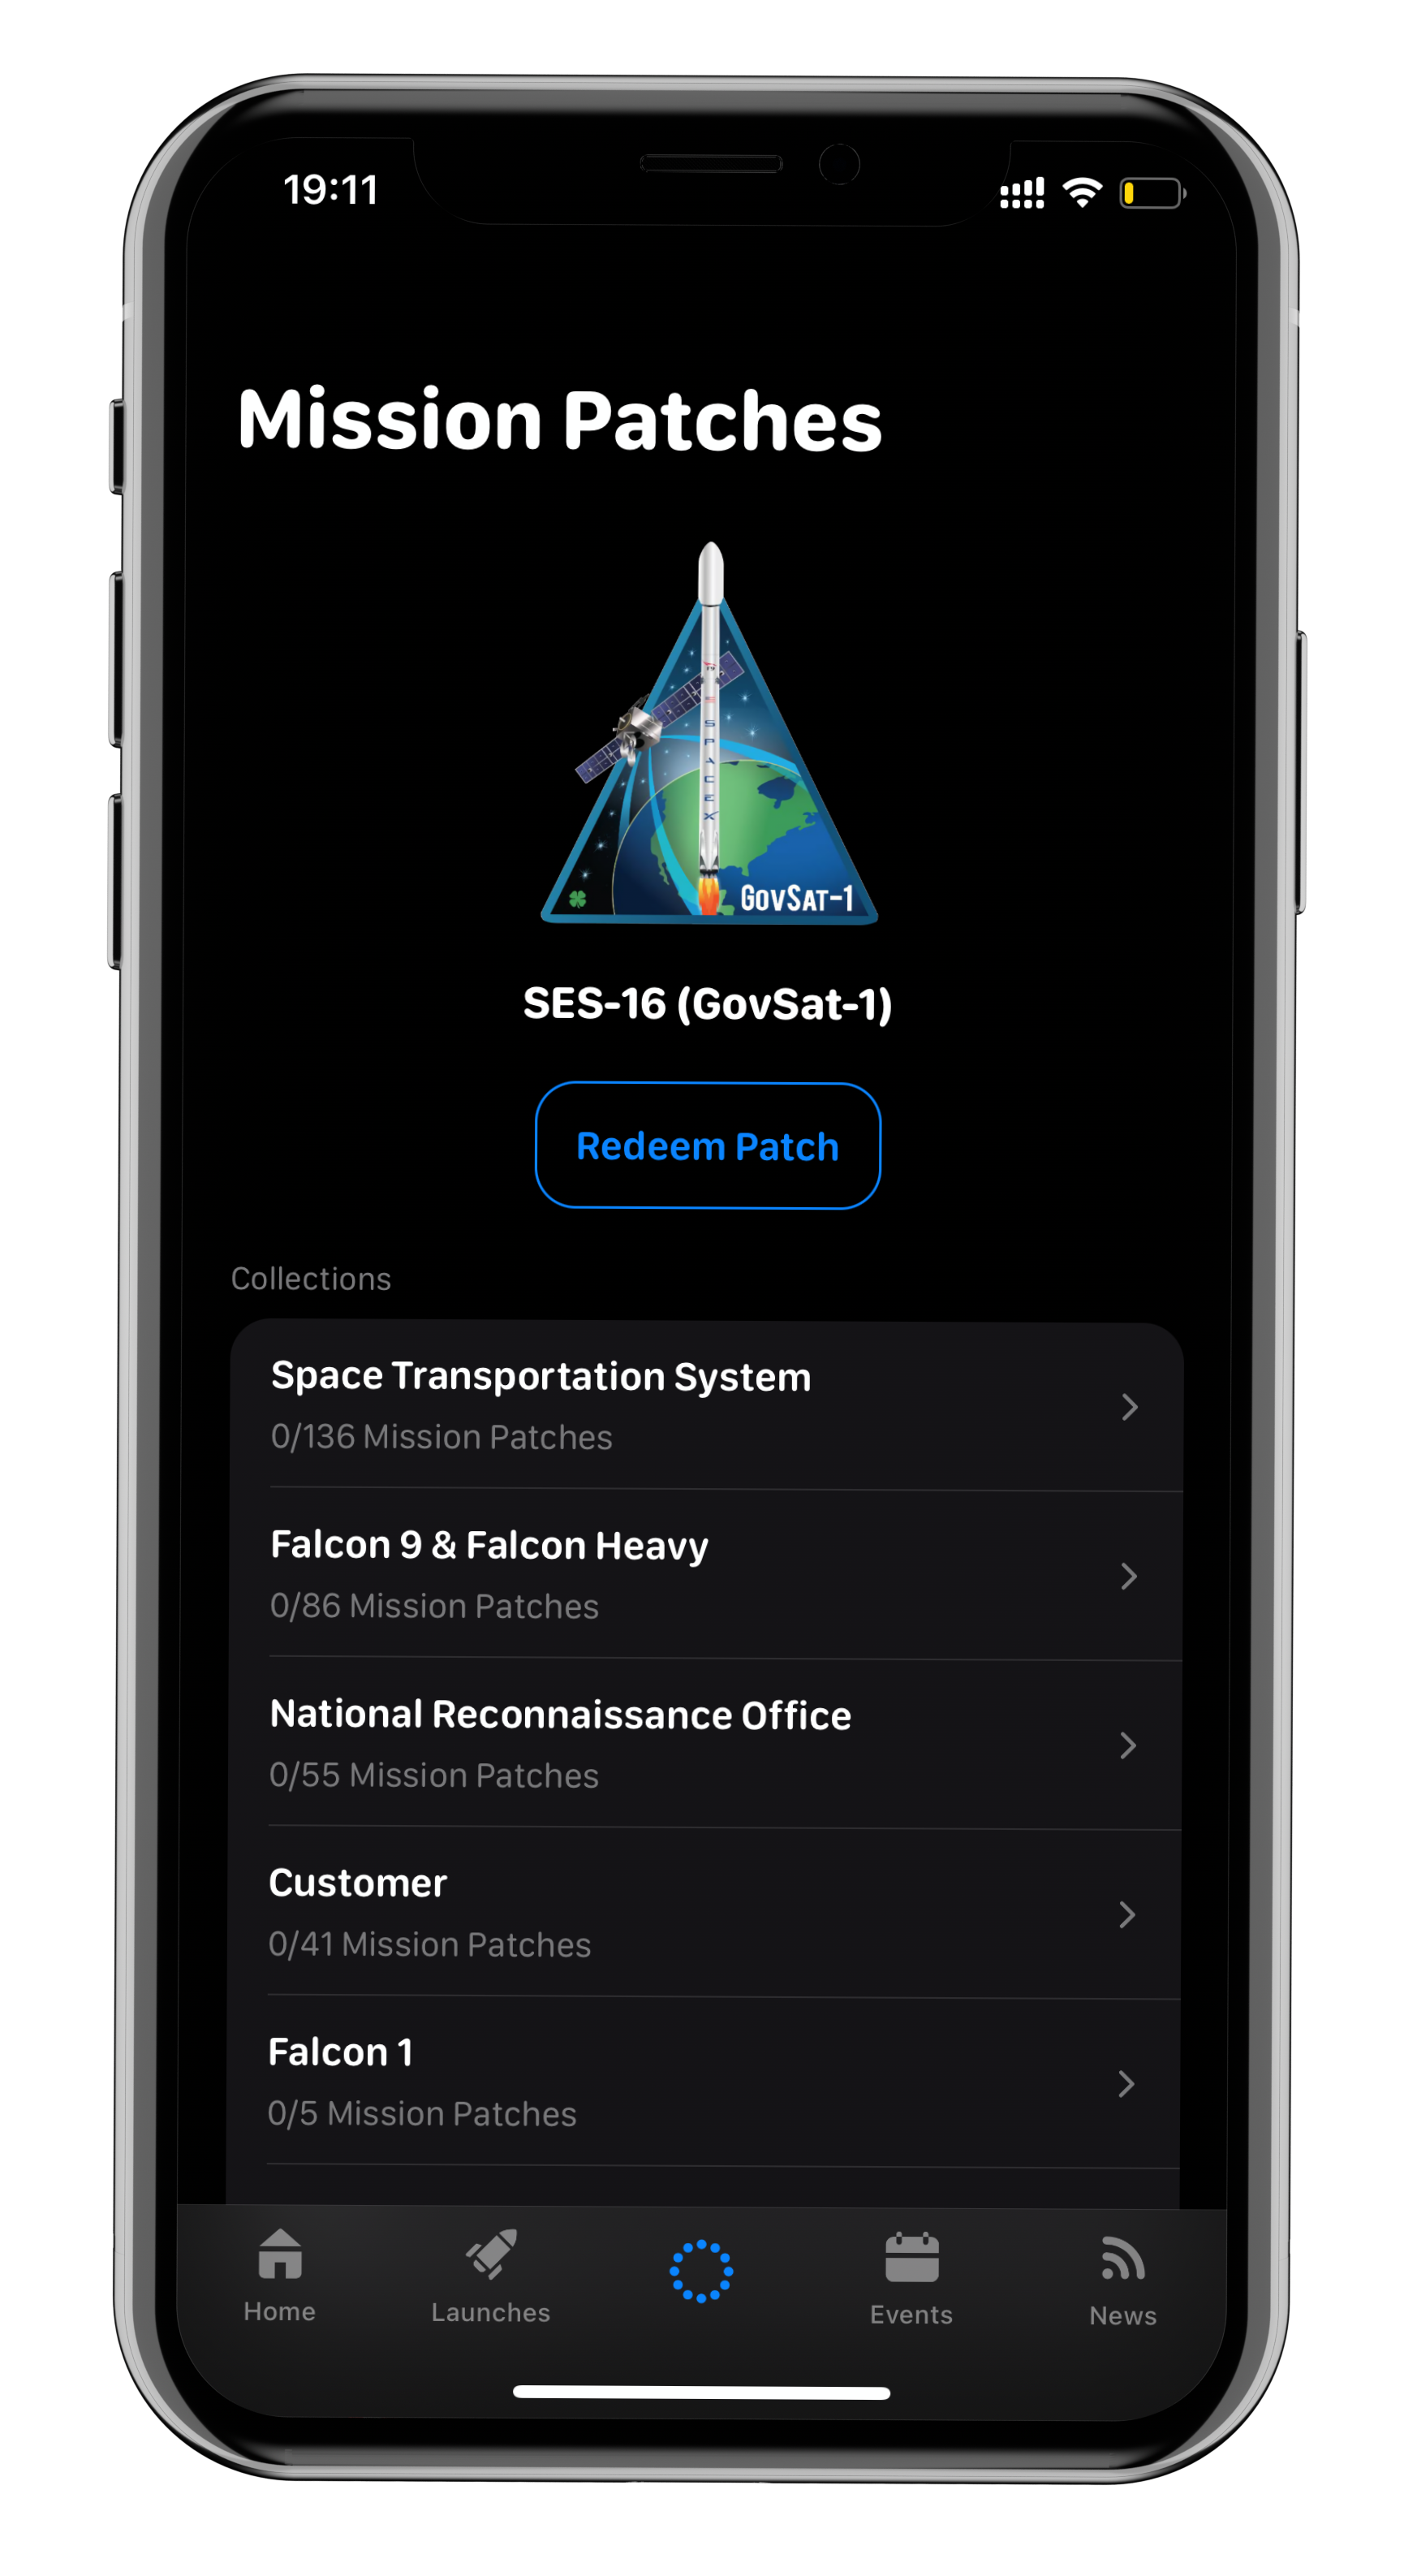 19:11
Mission Patches
F9
SPACEX
GOVSAT-1
SES-16 (GovSat-1)
Redeem Patch
Collections
Space Transportation System
0/136 Mission Patches
Falcon 9 & Falcon Heavy
0/86 Mission Patches
National Reconnaissance Office
0/55 Mission Patches
Customer
0/41 Mission Patches
Falcon 1
0/5 Mission Patches
Home
Launches
Events
News